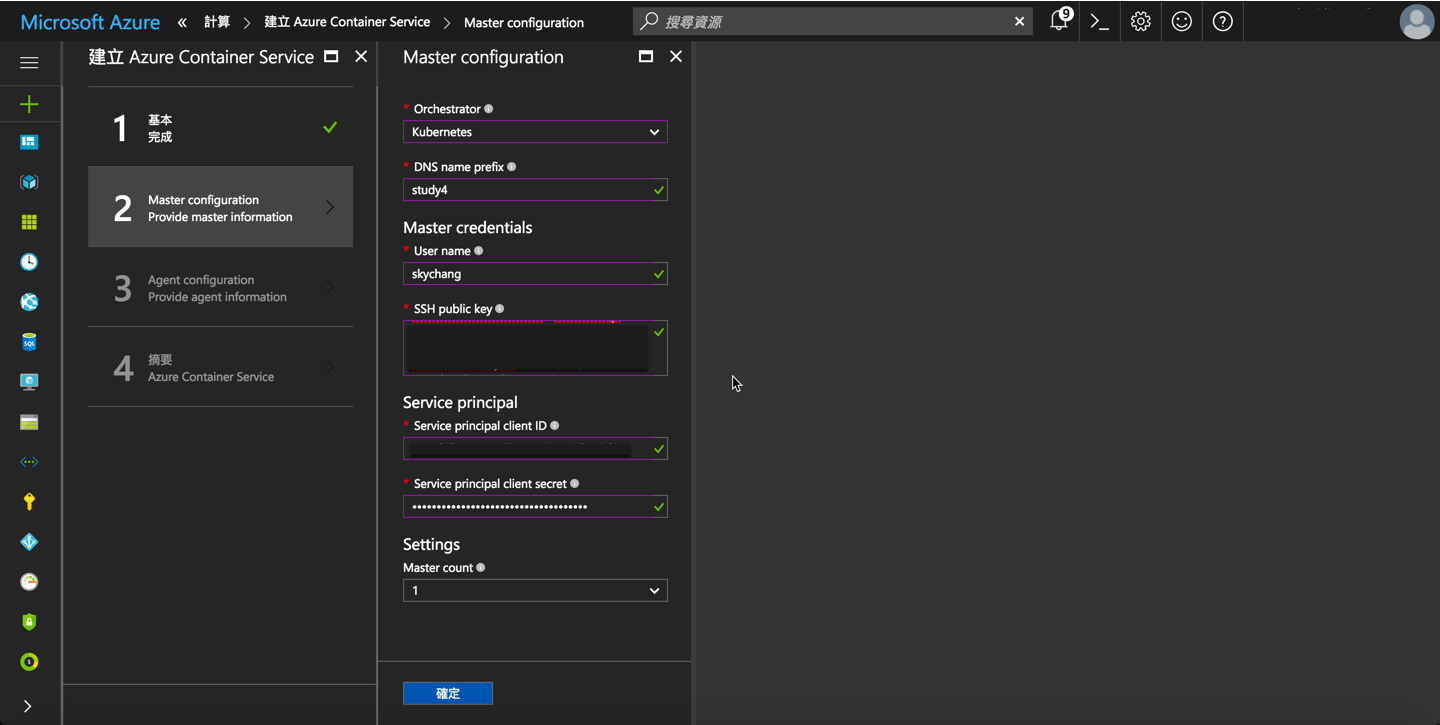 Microsoft Azure « 計算 > 建立 Azure Container Service > Master configuration
搜尋資源
9
建立 Azure Container Service
1
基本
完成
2
Master configuration
Provide master information
3
Agent configuration
Provide agent information
4
摘要
Azure Container Service
Master configuration
* Orchestrator
Kubernetes
* DNS name prefix
study4
Master credentials
* User name
skychang
* SSH public key
Service principal
* Service principal client ID
* Service principal client secret
••••••••••••••••••••••••••••••••••••
Settings
Master count
1
確定
SQL